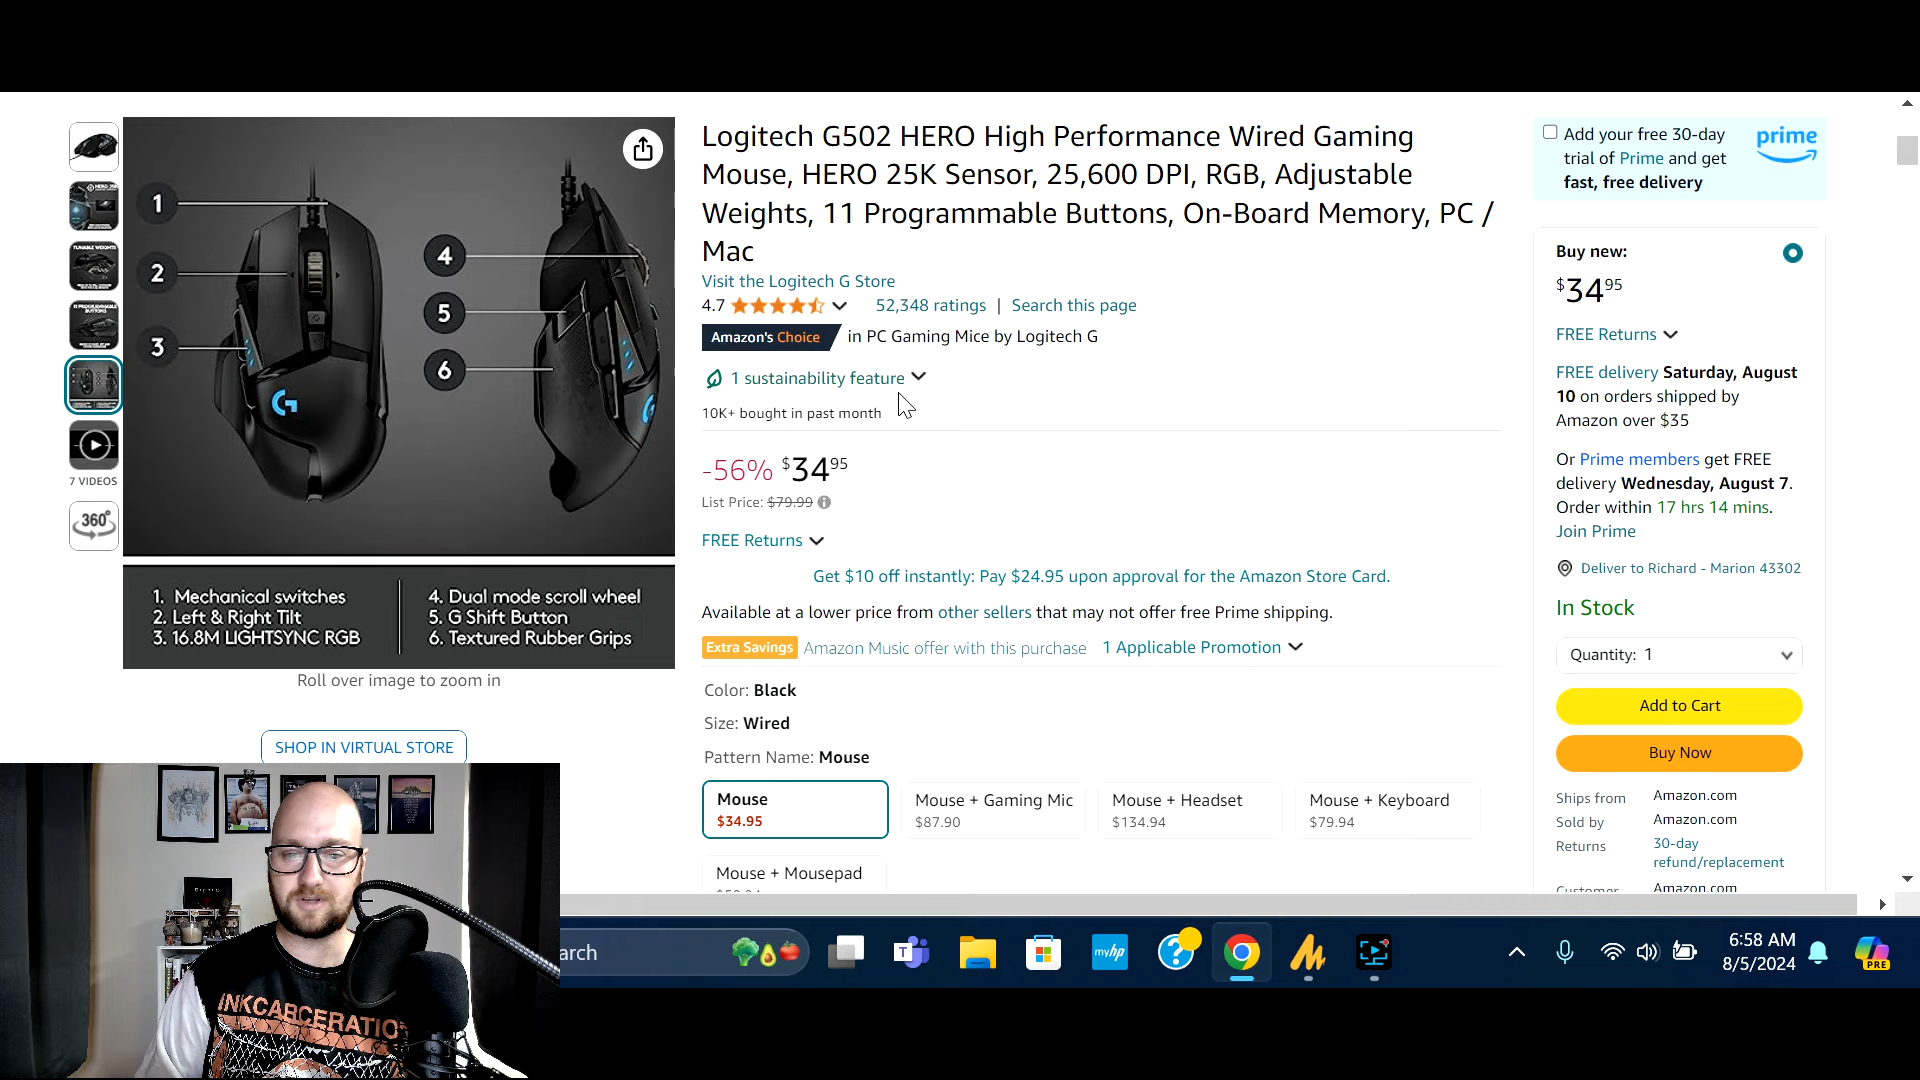 Logitech G502 HERO High Performance Wired Gaming
Mouse, HERO 25K Sensor, 25,600 DPI, RGB, Adjustable
Weights, 11 Programmable Buttons, On-Board Memory, PC /
Mac
Visit the Logitech G Store
4.7
52,348 ratings | Search this page
Amazon's Choice in PC Gaming Mice by Logitech G
1 sustainability feature
10K+ bought in past month
-56% $34 95
List Price: $79.99
FREE Returns
Get $10 off instantly: Pay $24.95 upon approval for the Amazon Store Card.
Available at a lower price from other sellers that may not offer free Prime shipping.
Extra Savings Amazon Music offer with this purchase 1 Applicable Promotion
Color: Black
Size: Wired
Pattern Name: Mouse
Mouse
$34.95
Mouse + Gaming Mic
$87.90
Mouse + Headset
$134.94
Mouse + Keyboard
$79.94
Mouse + Mousepad
1
2
3
4
5
6
1. Mechanical switches
2. Left & Right Tilt
3. 16.8M LIGHTSYNC RGB
4. Dual mode scroll wheel
5. G Shift Button
6. Textured Rubber Grips
Roll over image to zoom in
SHOP IN VIRTUAL STORE
7 VIDEOS
360°
Add your free 30-day
trial of Prime and get
fast, free delivery
prime
Buy new:
$34 95
FREE Returns
FREE delivery Saturday, August
10 on orders shipped by
Amazon over $35
Or Prime members get FREE
delivery Wednesday, August 7.
Order within 17 hrs 14 mins.
Join Prime
Deliver to Richard - Marion 43302
In Stock
Quantity: 1
Add to Cart
Buy Now
Ships from Amazon.com
Sold by Amazon.com
Returns 30-day
refund/replacement
Customer Amazon.com
INKCARCERATIO
arch
myhp
6:58 AM
8/5/2024
PRE